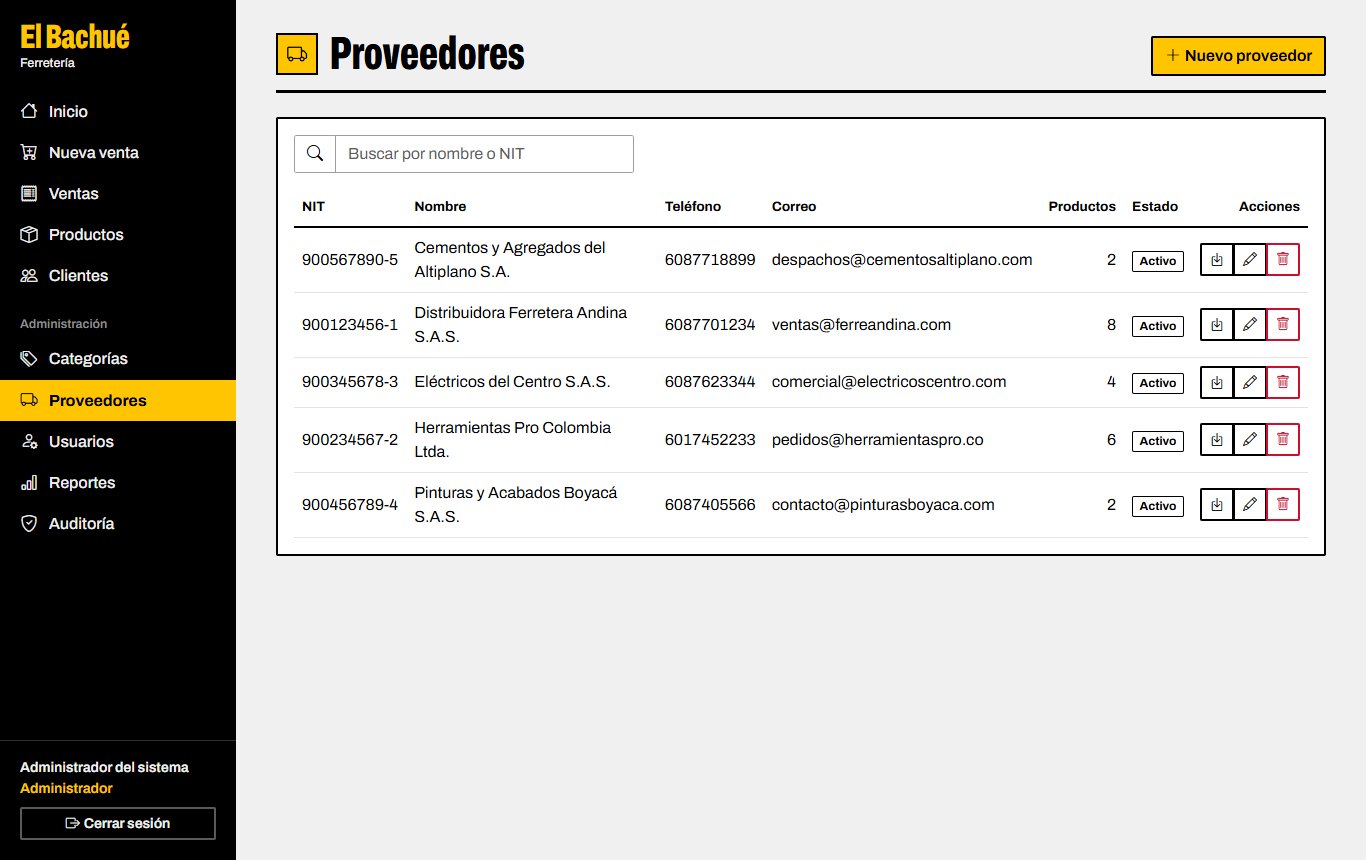 El Bachué
Ferretería
Inicio
Nueva venta
Ventas
Productos
Clientes
Administración
Categorías
Proveedores
Usuarios
Reportes
Auditoría
Administrador del sistema
Administrador
Cerrar sesión
Proveedores
+ Nuevo proveedor
Buscar por nombre o NIT
NIT Nombre Teléfono Correo Productos Estado Acciones
900567890-5 Cementos y Agregados del Altiplano S.A. 6087718899 despachos@cementosaltiplano.com 2 Activo
900123456-1 Distribuidora Ferretera Andina S.A.S. 6087701234 ventas@ferreandina.com 8 Activo
900345678-3 Eléctricos del Centro S.A.S. 6087623344 comercial@electricoscentro.com 4 Activo
900234567-2 Herramientas Pro Colombia Ltda. 6017452233 pedidos@herramientaspro.co 6 Activo
900456789-4 Pinturas y Acabados Boyacá S.A.S. 6087405566 contacto@pinturasboyaca.com 2 Activo